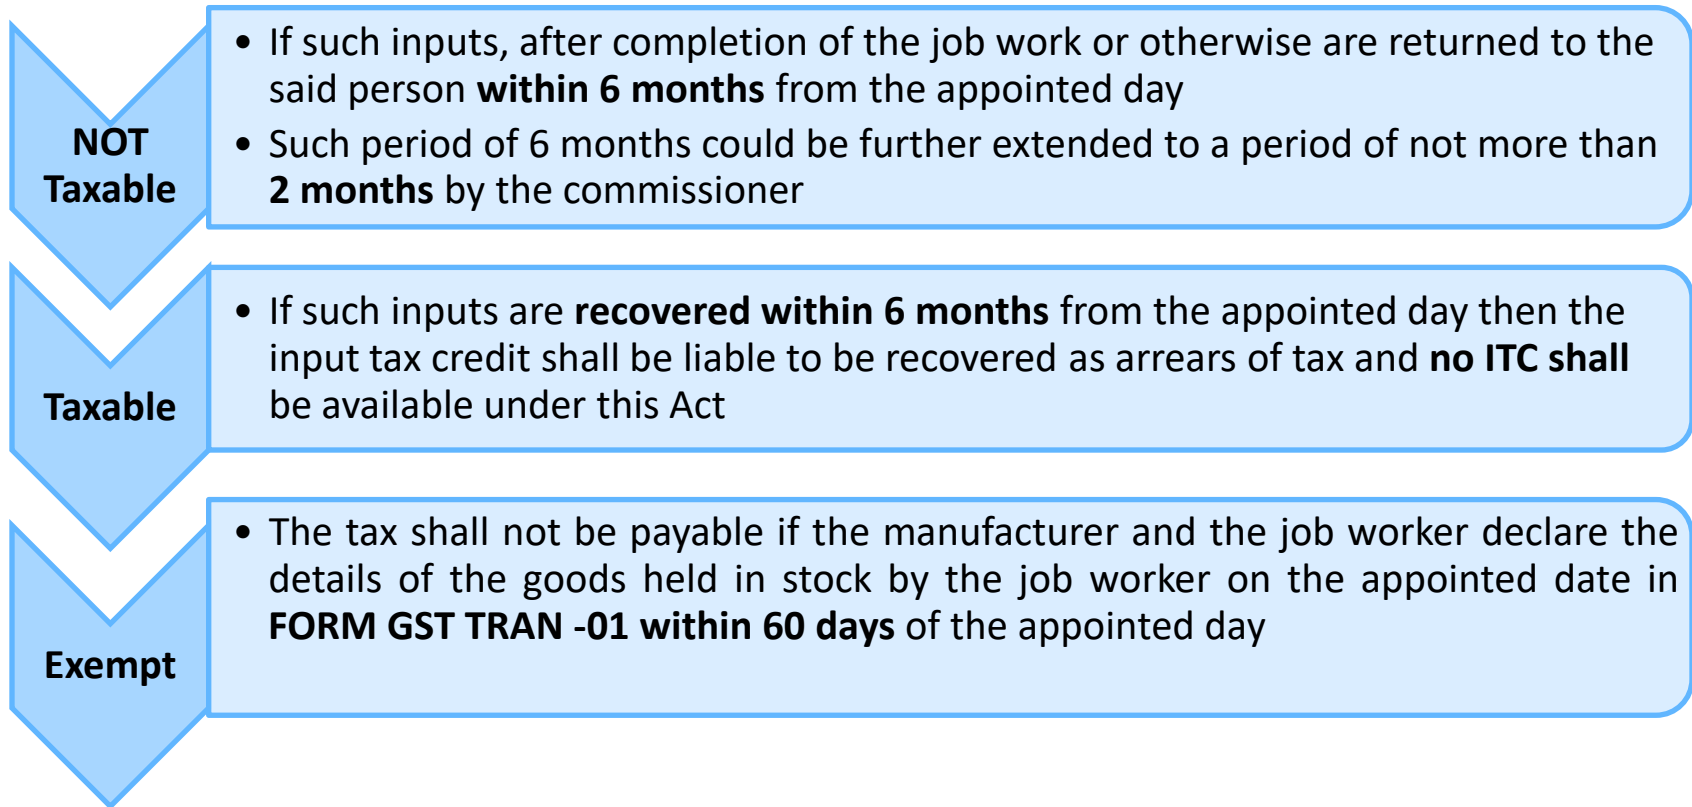 NOT
Taxable
• If such inputs, after completion of the job work or otherwise are returned to the
said person within 6 months from the appointed day
• Such period of 6 months could be further extended to a period of not more than
2 months by the commissioner
Taxable
• If such inputs are recovered within 6 months from the appointed day then the
input tax credit shall be liable to be recovered as arrears of tax and no ITC shall
be available under this Act
Exempt
• The tax shall not be payable if the manufacturer and the job worker declare the
details of the goods held in stock by the job worker on the appointed date in
FORM GST TRAN -01 within 60 days of the appointed day